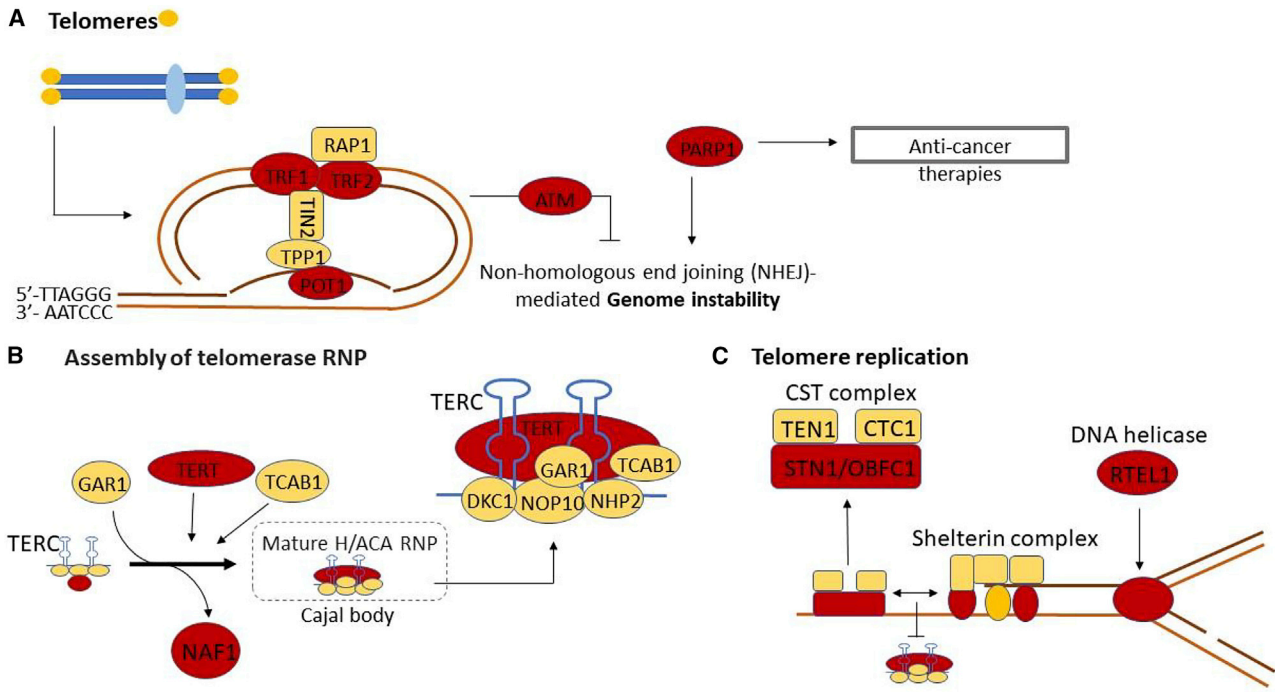 A Telomeres
RAP1
TRF1 TRF2
TIN2
TPP1
POT1
5'-TTAGGG
3'- AATCCC
ATM
PARP1
Anti-cancer
therapies
Non-homologous end joining (NHEJ)-
mediated Genome instability
B Assembly of telomerase RNP
GAR1
TERT
TCAB1
TERC
NAF1
Mature H/ACA RNP
Cajal body
TERC
TERT
GAR1
TCAB1
DKC1
NOP10
NHP2
C Telomere replication
CST complex
TEN1 CTC1
STN1/OBFC1
DNA helicase
RTEL1
Shelterin complex